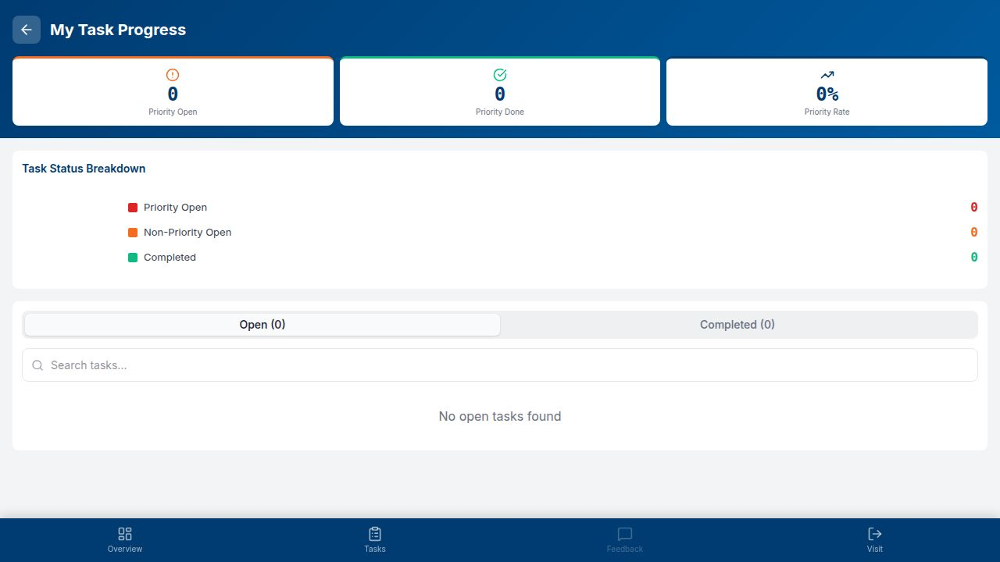 My Task Progress
0
Priority Open
0
Priority Done
0%
Priority Rate
Task Status Breakdown
Priority Open 0
Non-Priority Open 0
Completed 0
Open (0) Completed (0)
Search tasks...
No open tasks found
Overview Tasks Feedback Visit